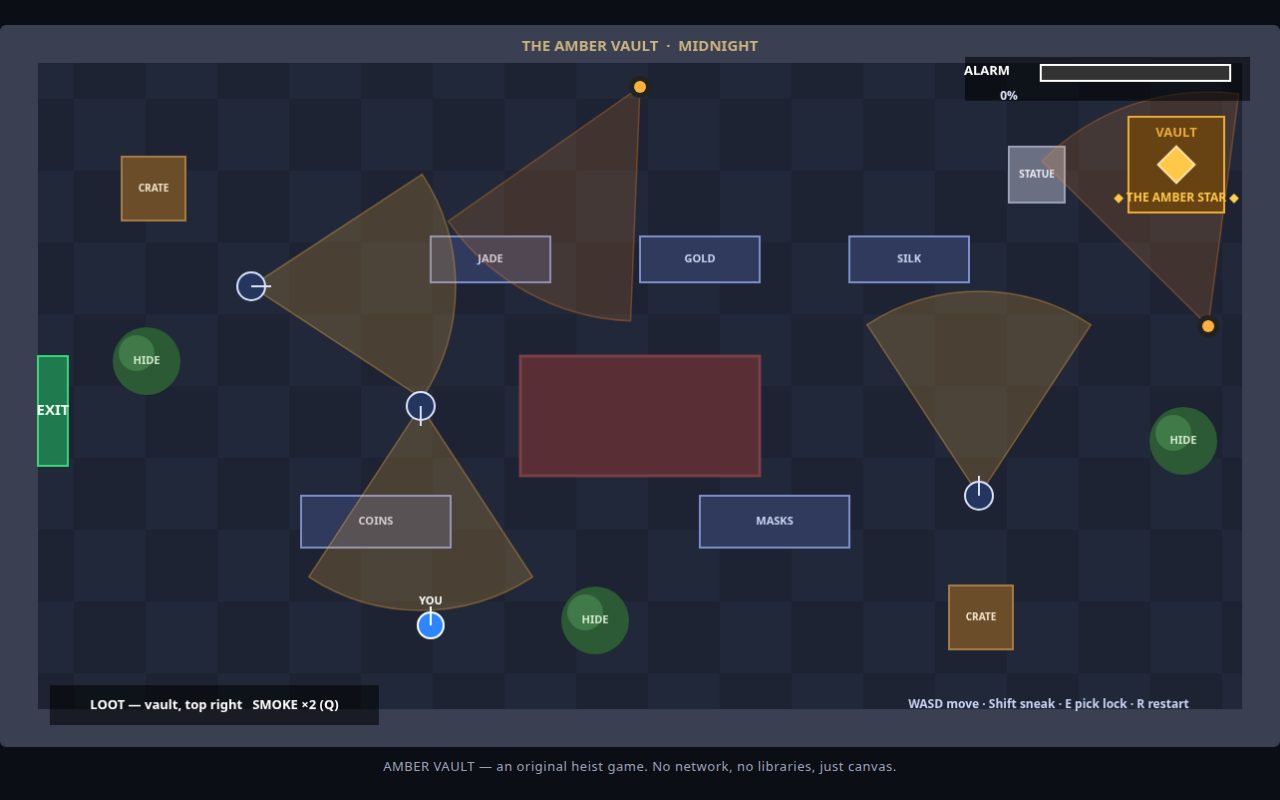 THE AMBER VAULT · MIDNIGHT
ALARM
0%
VAULT
◆ THE AMBER STAR ◆
STATUE
CRATE
JADE
GOLD
SILK
HIDE
EXIT
HIDE
COINS
MASKS
YOU
HIDE
CRATE
LOOT — vault, top right SMOKE ×2 (Q)
WASD move · Shift sneak · E pick lock · R restart
AMBER VAULT — an original heist game. No network, no libraries, just canvas.